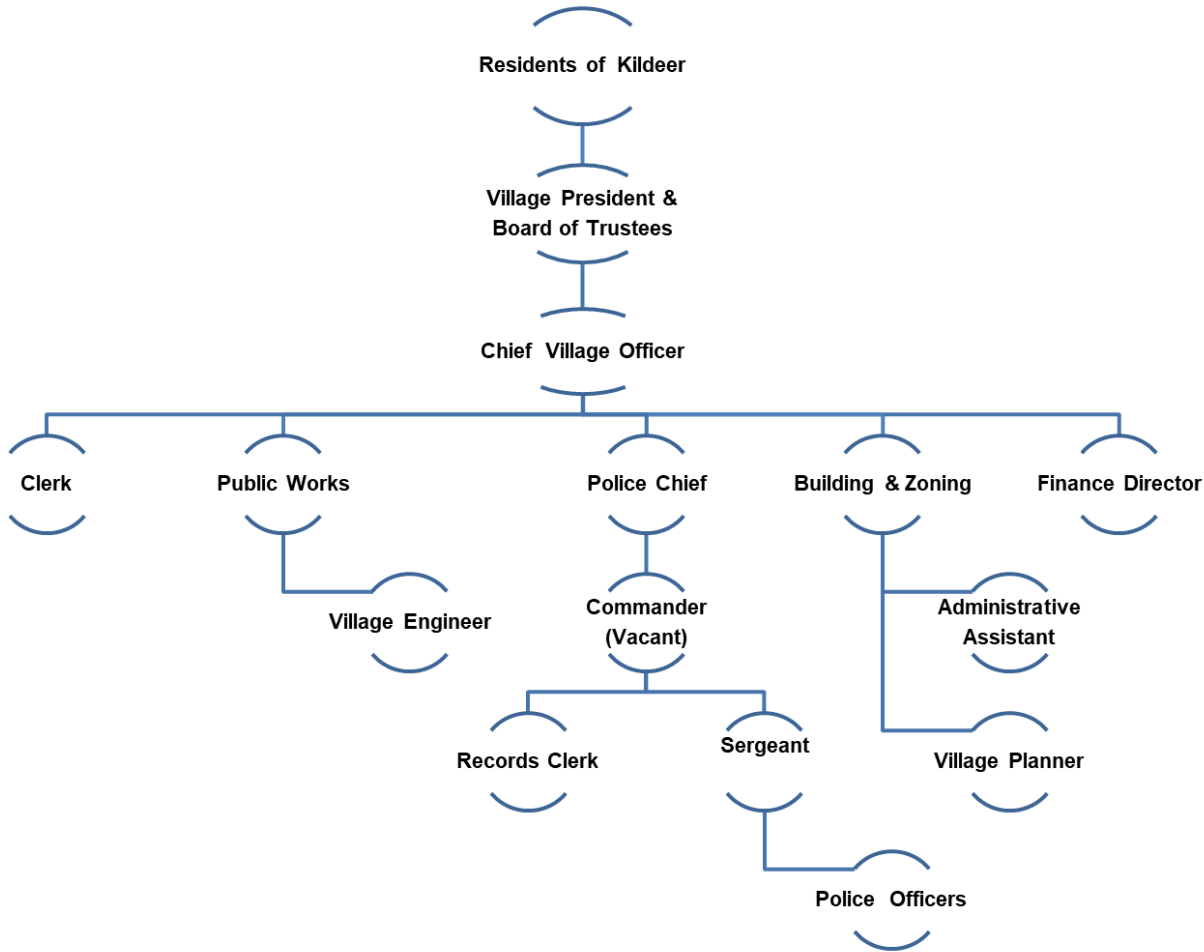 Residents of Kildeer
Village President &
Board of Trustees
Chief Village Officer
Clerk
Public Works
Police Chief
Building & Zoning
Finance Director
Village Engineer
Commander
(Vacant)
Administrative
Assistant
Records Clerk
Sergeant
Village Planner
Police Officers